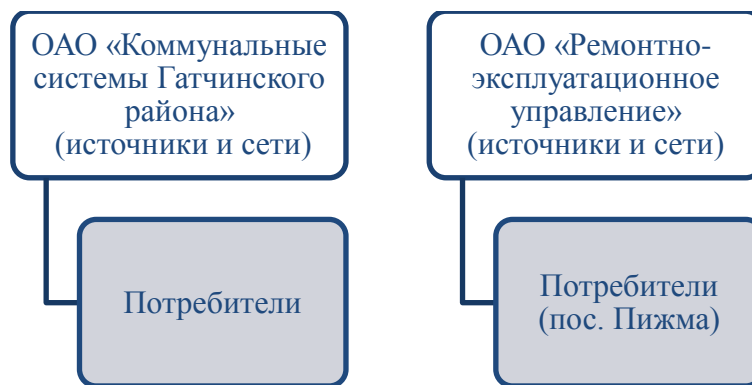 ОАО «Коммунальные
системы Гатчинского
района»
(источники и сети)
Потребители
ОАО «Ремонтно-
эксплуатационное
управление»
(источники и сети)
Потребители
(пос. Пижма)